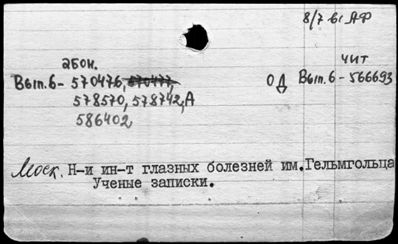 8/7 61 АФ
абон. чит
Вып. 6 - 570476, 570477, ОД Вып. 6 - 566693
578570, 578742, А
586402,
Моск. Н-и ин-т глазных болезней им. Гельмгольца
Ученые записки.